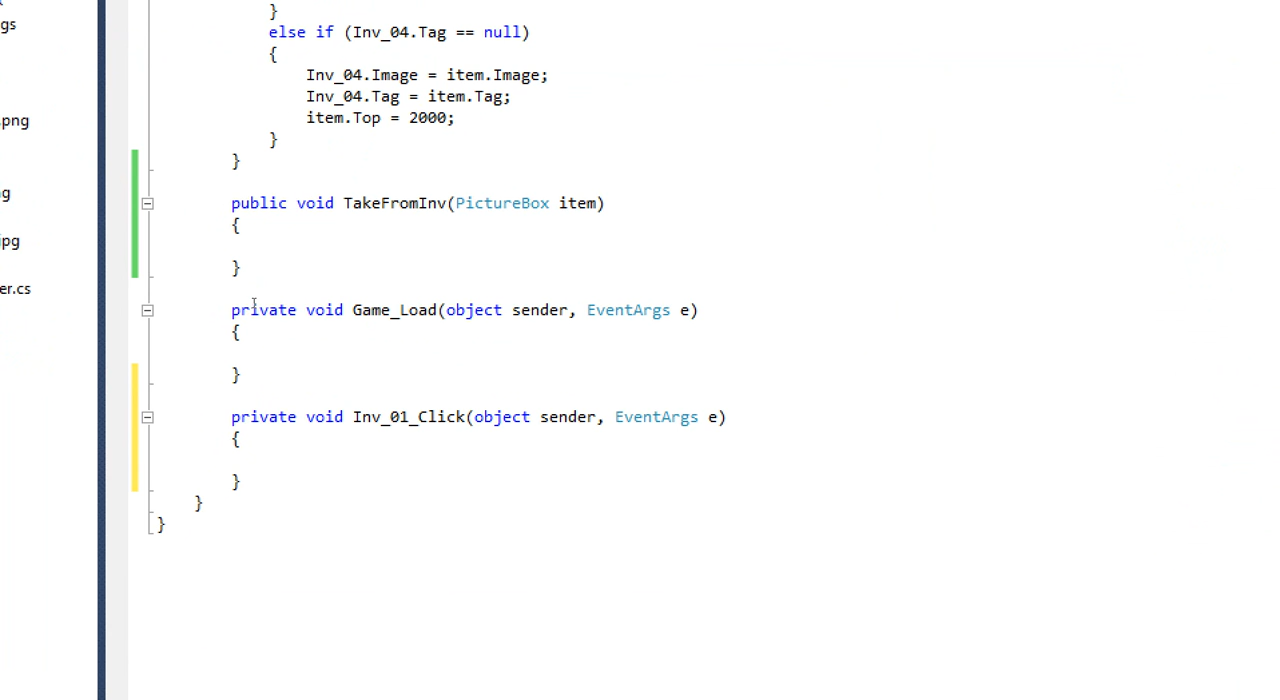 gs
.png
g
jpg
er.cs
}
else if (Inv_04.Tag == null)
{
Inv_04.Image = item.Image;
Inv_04.Tag = item.Tag;
item.Top = 2000;
}
}
public void TakeFromInv(PictureBox item)
{
}
private void Game_Load(object sender, EventArgs e)
{
}
private void Inv_01_Click(object sender, EventArgs e)
{
}
}
}